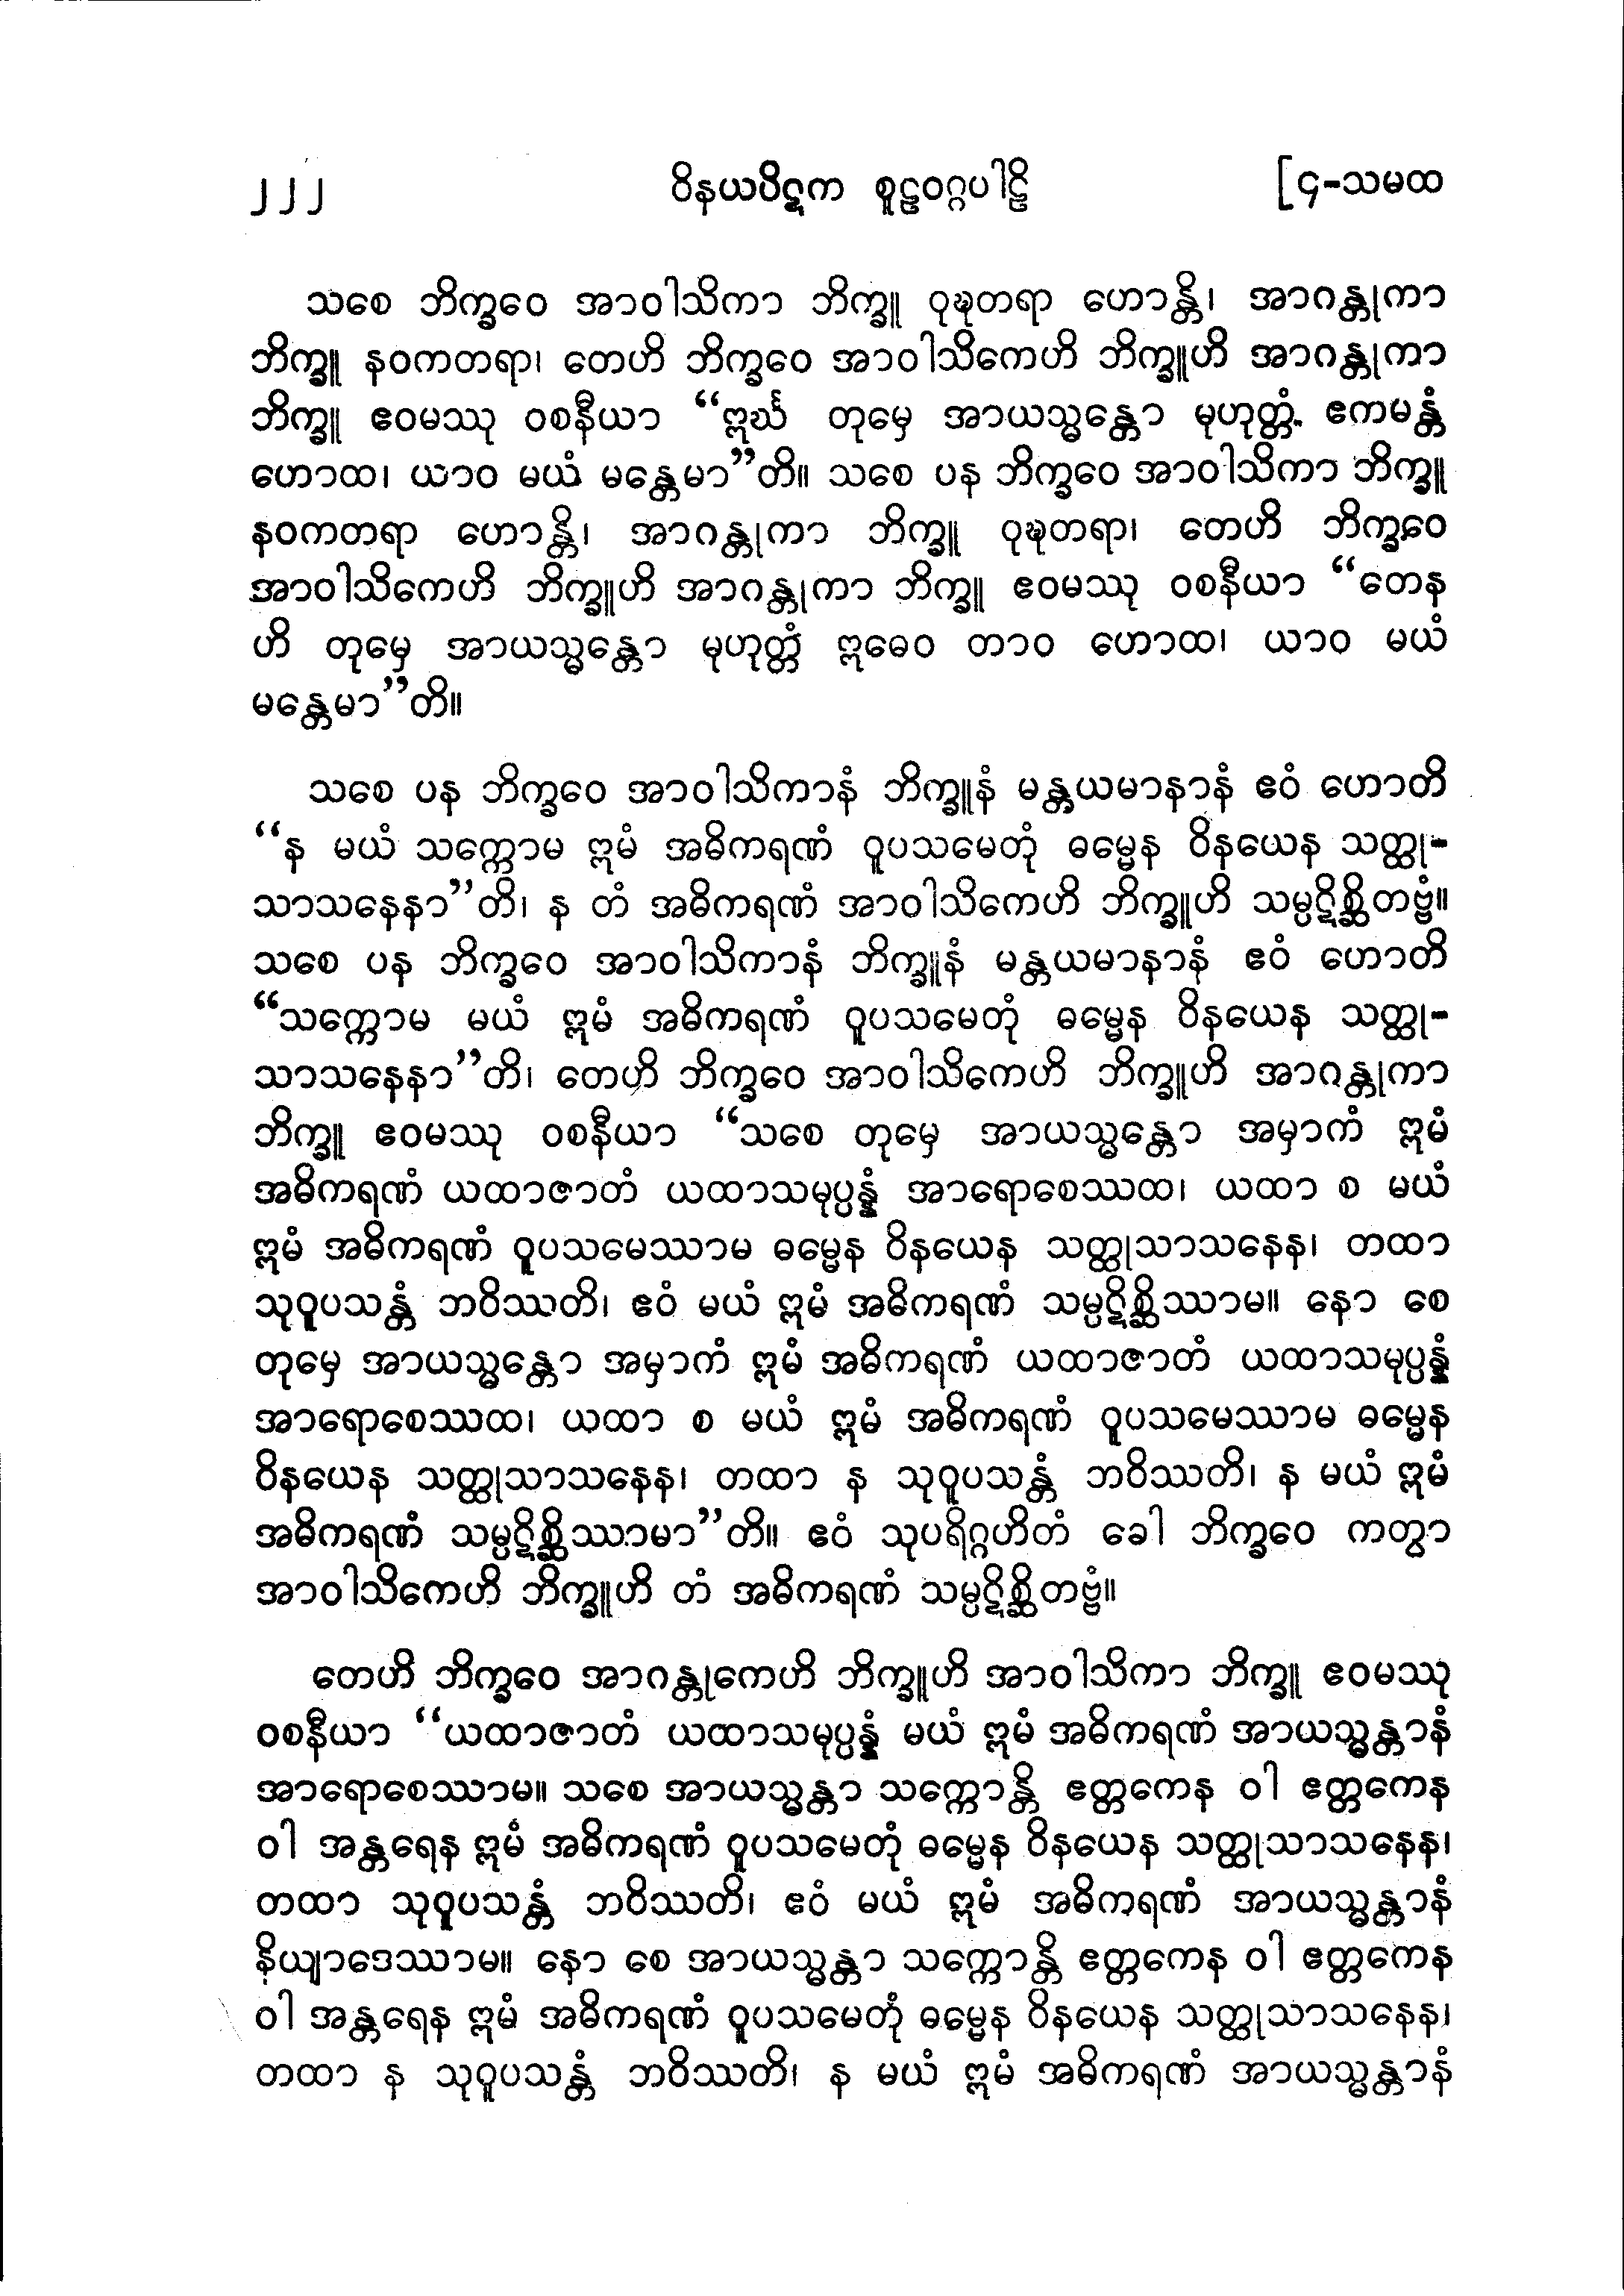 ၂၂၂ ဝိနယပိဋက စူဠဝဂ္ဂပါဠိ [၄-သမထ
သစေ ဘိက္ခဝေ အာဝါသိကာ ဘိက္ခူ ဝုဍ္ဎတရာ ဟောန္တိ၊ အာဂန္တုကာ
ဘိက္ခူ နဝကတရာ၊ တေဟိ ဘိက္ခဝေ အာဝါသိကေဟိ ဘိက္ခူဟိ အာဂန္တုကာ
ဘိက္ခူ ဧဝမဿု ဝစနီယာ “ဣင်္ဃ တုမှေ အာယသ္မန္တော မုဟုတ္တံ ဧကမန္တံ
ဟောထ၊ ယာဝ မယံ မန္တေမာ”တိ။ သစေ ပန ဘိက္ခဝေ အာဝါသိကာ ဘိက္ခူ
နဝကတရာ ဟောန္တိ၊ အာဂန္တုကာ ဘိက္ခူ ဝုဍ္ဎတရာ၊ တေဟိ ဘိက္ခဝေ
အာဝါသိကေဟိ ဘိက္ခူဟိ အာဂန္တုကာ ဘိက္ခူ ဧဝမဿု ဝစနီယာ “တေန
ဟိ တုမှေ အာယသ္မန္တော မုဟုတ္တံ ဣဓေဝ တာဝ ဟောထ၊ ယာဝ မယံ
မန္တေမာ”တိ။
သစေ ပန ဘိက္ခဝေ အာဝါသိကာနံ ဘိက္ခူနံ မန္တယမာနာနံ ဧဝံ ဟောတိ
“န မယံ သက္ကောမ ဣမံ အဓိကရဏံ ဝူပသမေတုံ ဓမ္မေန ဝိနယေန သတ္ထု-
သာသနေနာ”တိ၊ န တံ အဓိကရဏံ အာဝါသိကေဟိ ဘိက္ခူဟိ သမ္ပဋိစ္ဆိတဗ္ဗံ။
သစေ ပန ဘိက္ခဝေ အာဝါသိကာနံ ဘိက္ခူနံ မန္တယမာနာနံ ဧဝံ ဟောတိ
“သက္ကောမ မယံ ဣမံ အဓိကရဏံ ဝူပသမေတုံ ဓမ္မေန ဝိနယေန သတ္ထု-
သာသနေနာ”တိ၊ တေဟိ ဘိက္ခဝေ အာဝါသိကေဟိ ဘိက္ခူဟိ အာဂန္တုကာ
ဘိက္ခူ ဧဝမဿု ဝစနီယာ “သစေ တုမှေ အာယသ္မန္တော အမှာကံ ဣမံ
အဓိကရဏံ ယထာဇာတံ ယထာသမုပ္ပန္နံ အာရောစေဿထ၊ ယထာ စ မယံ
ဣမံ အဓိကရဏံ ဝူပသမေဿာမ ဓမ္မေန ဝိနယေန သတ္ထုသာသနေန၊ တထာ
သုဝူပသန္တံ ဘဝိဿတိ၊ ဧဝံ မယံ ဣမံ အဓိကရဏံ သမ္ပဋိစ္ဆိဿာမ။ နော စေ
တုမှေ အာယသ္မန္တော အမှာကံ ဣမံ အဓိကရဏံ ယထာဇာတံ ယထာသမုပ္ပန္နံ
အာရောစေဿထ၊ ယထာ စ မယံ ဣမံ အဓိကရဏံ ဝူပသမေဿာမ ဓမ္မေန
ဝိနယေန သတ္ထုသာသနေန၊ တထာ န သုဝူပသန္တံ ဘဝိဿတိ၊ န မယံ ဣမံ
အဓိကရဏံ သမ္ပဋိစ္ဆိဿာမာ”တိ။ ဧဝံ သုပရိဂ္ဂဟိတံ ခေါ ဘိက္ခဝေ ကတွာ
အာဝါသိကေဟိ ဘိက္ခူဟိ တံ အဓိကရဏံ သမ္ပဋိစ္ဆိတဗ္ဗံ။
တေဟိ ဘိက္ခဝေ အာဂန္တုကေဟိ ဘိက္ခူဟိ အာဝါသိကာ ဘိက္ခူ ဧဝမဿု
ဝစနီယာ “ယထာဇာတံ ယထာသမုပ္ပန္နံ မယံ ဣမံ အဓိကရဏံ အာယသ္မန္တာနံ
အာရောစေဿာမ။ သစေ အာယသ္မန္တာ သက္ကောန္တိ ဧတ္တကေန ဝါ ဧတ္တကေန
ဝါ အန္တရေန ဣမံ အဓိကရဏံ ဝူပသမေတုံ ဓမ္မေန ဝိနယေန သတ္ထုသာသနေန၊
တထာ သုဝူပသန္တံ ဘဝိဿတိ၊ ဧဝံ မယံ ဣမံ အဓိကရဏံ အာယသ္မန္တာနံ
နိယျာဒေဿာမ။ နော စေ အာယသ္မန္တာ သက္ကောန္တိ ဧတ္တကေန ဝါ ဧတ္တကေန
ဝါ အန္တရေန ဣမံ အဓိကရဏံ ဝူပသမေတုံ ဓမ္မေန ဝိနယေန သတ္ထုသာသနေန၊
တထာ န သုဝူပသန္တံ ဘဝိဿတိ၊ န မယံ ဣမံ အဓိကရဏံ အာယသ္မန္တာနံ